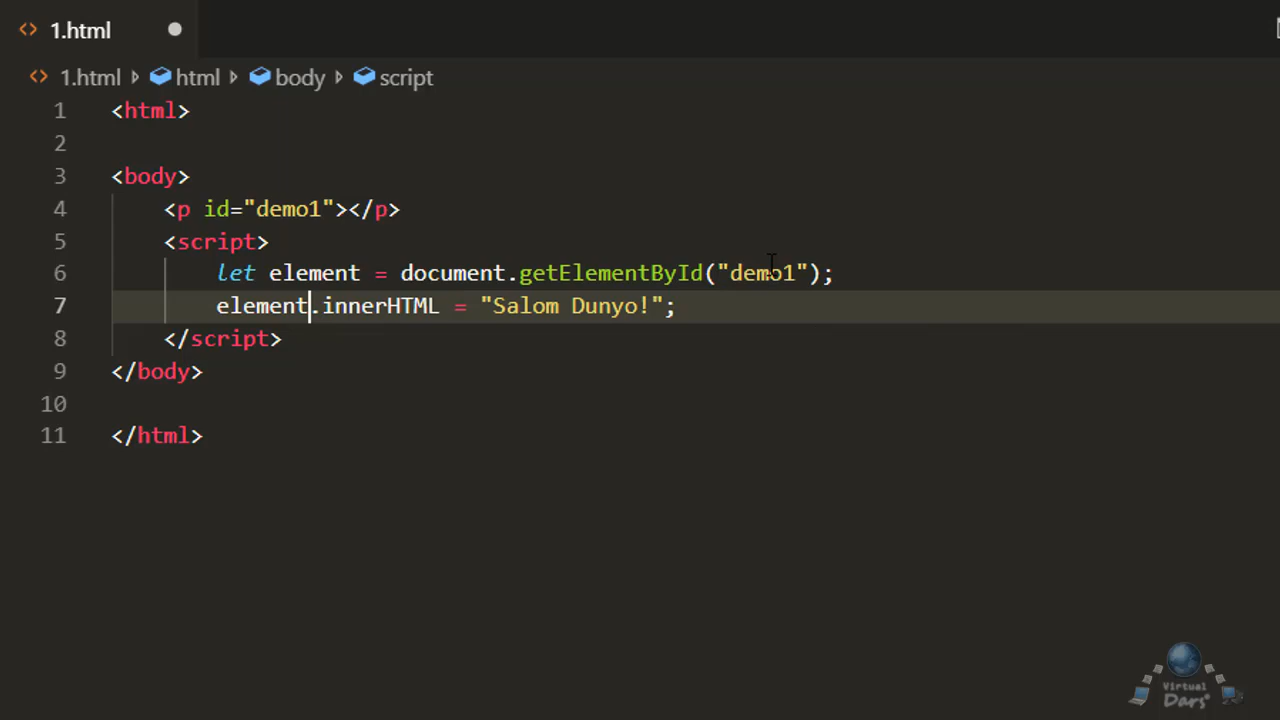 <> 1.html ●
<> 1.html > html > body > script
1 <html>
2
3 <body>
4 <p id="demo1"></p>
5 <script>
6 let element = document.getElementById("demo1");
7 element.innerHTML = "Salom Dunyo!";
8 </script>
9 </body>
10
11 </html>
Virtual
Dars